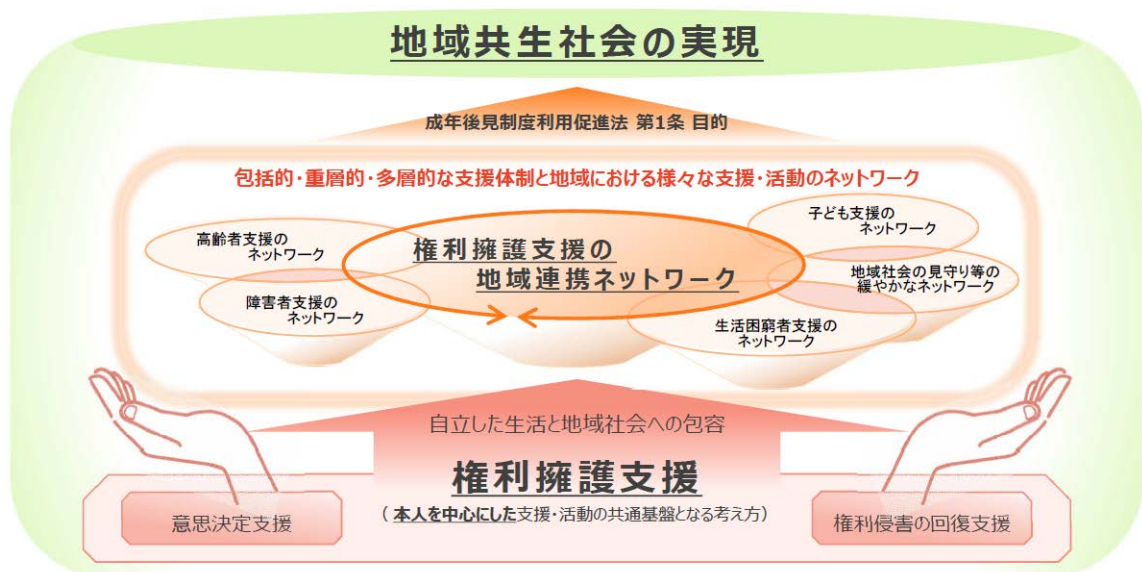 地域共生社会の実現
成年後見制度利用促進法 第1条 目的
包括的・重層的・多層的な支援体制と地域における様々な支援・活動のネットワーク
高齢者支援の
ネットワーク
障害者支援の
ネットワーク
権利擁護支援の
地域連携ネットワーク
子ども支援の
ネットワーク
地域社会の見守り等の
緩やかなネットワーク
生活困窮者支援の
ネットワーク
自立した生活と地域社会への包容
権利擁護支援
（本人を中心にした支援・活動の共通基盤となる考え方）
意思決定支援
権利侵害の回復支援